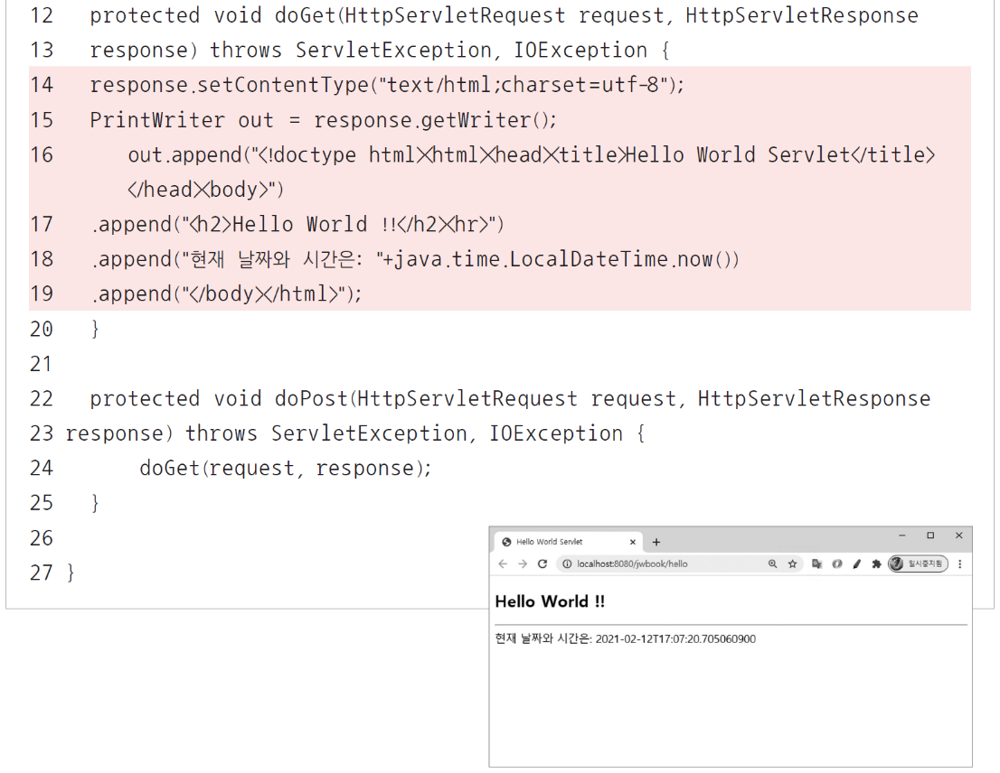 12 protected void doGet(HttpServletRequest request, HttpServletResponse
13 response) throws ServletException, IOException {
14 response.setContentType("text/html;charset=utf-8");
15 PrintWriter out = response.getWriter();
16 out.append("<!doctype html><html><head><title>Hello World Servlet</title>
</head><body>")
17 .append("<h2>Hello World !!</h2><hr>")
18 .append("현재 날짜와 시간은: "+java.time.LocalDateTime.now())
19 .append("</body></html>");
20 }
21
22 protected void doPost(HttpServletRequest request, HttpServletResponse
23 response) throws ServletException, IOException {
24 doGet(request, response);
25 }
26
27 }
Hello World Servlet
localhost:8080/jwbook/hello
일시중지됨
Hello World !!
현재 날짜와 시간은: 2021-02-12T17:07:20.705060900